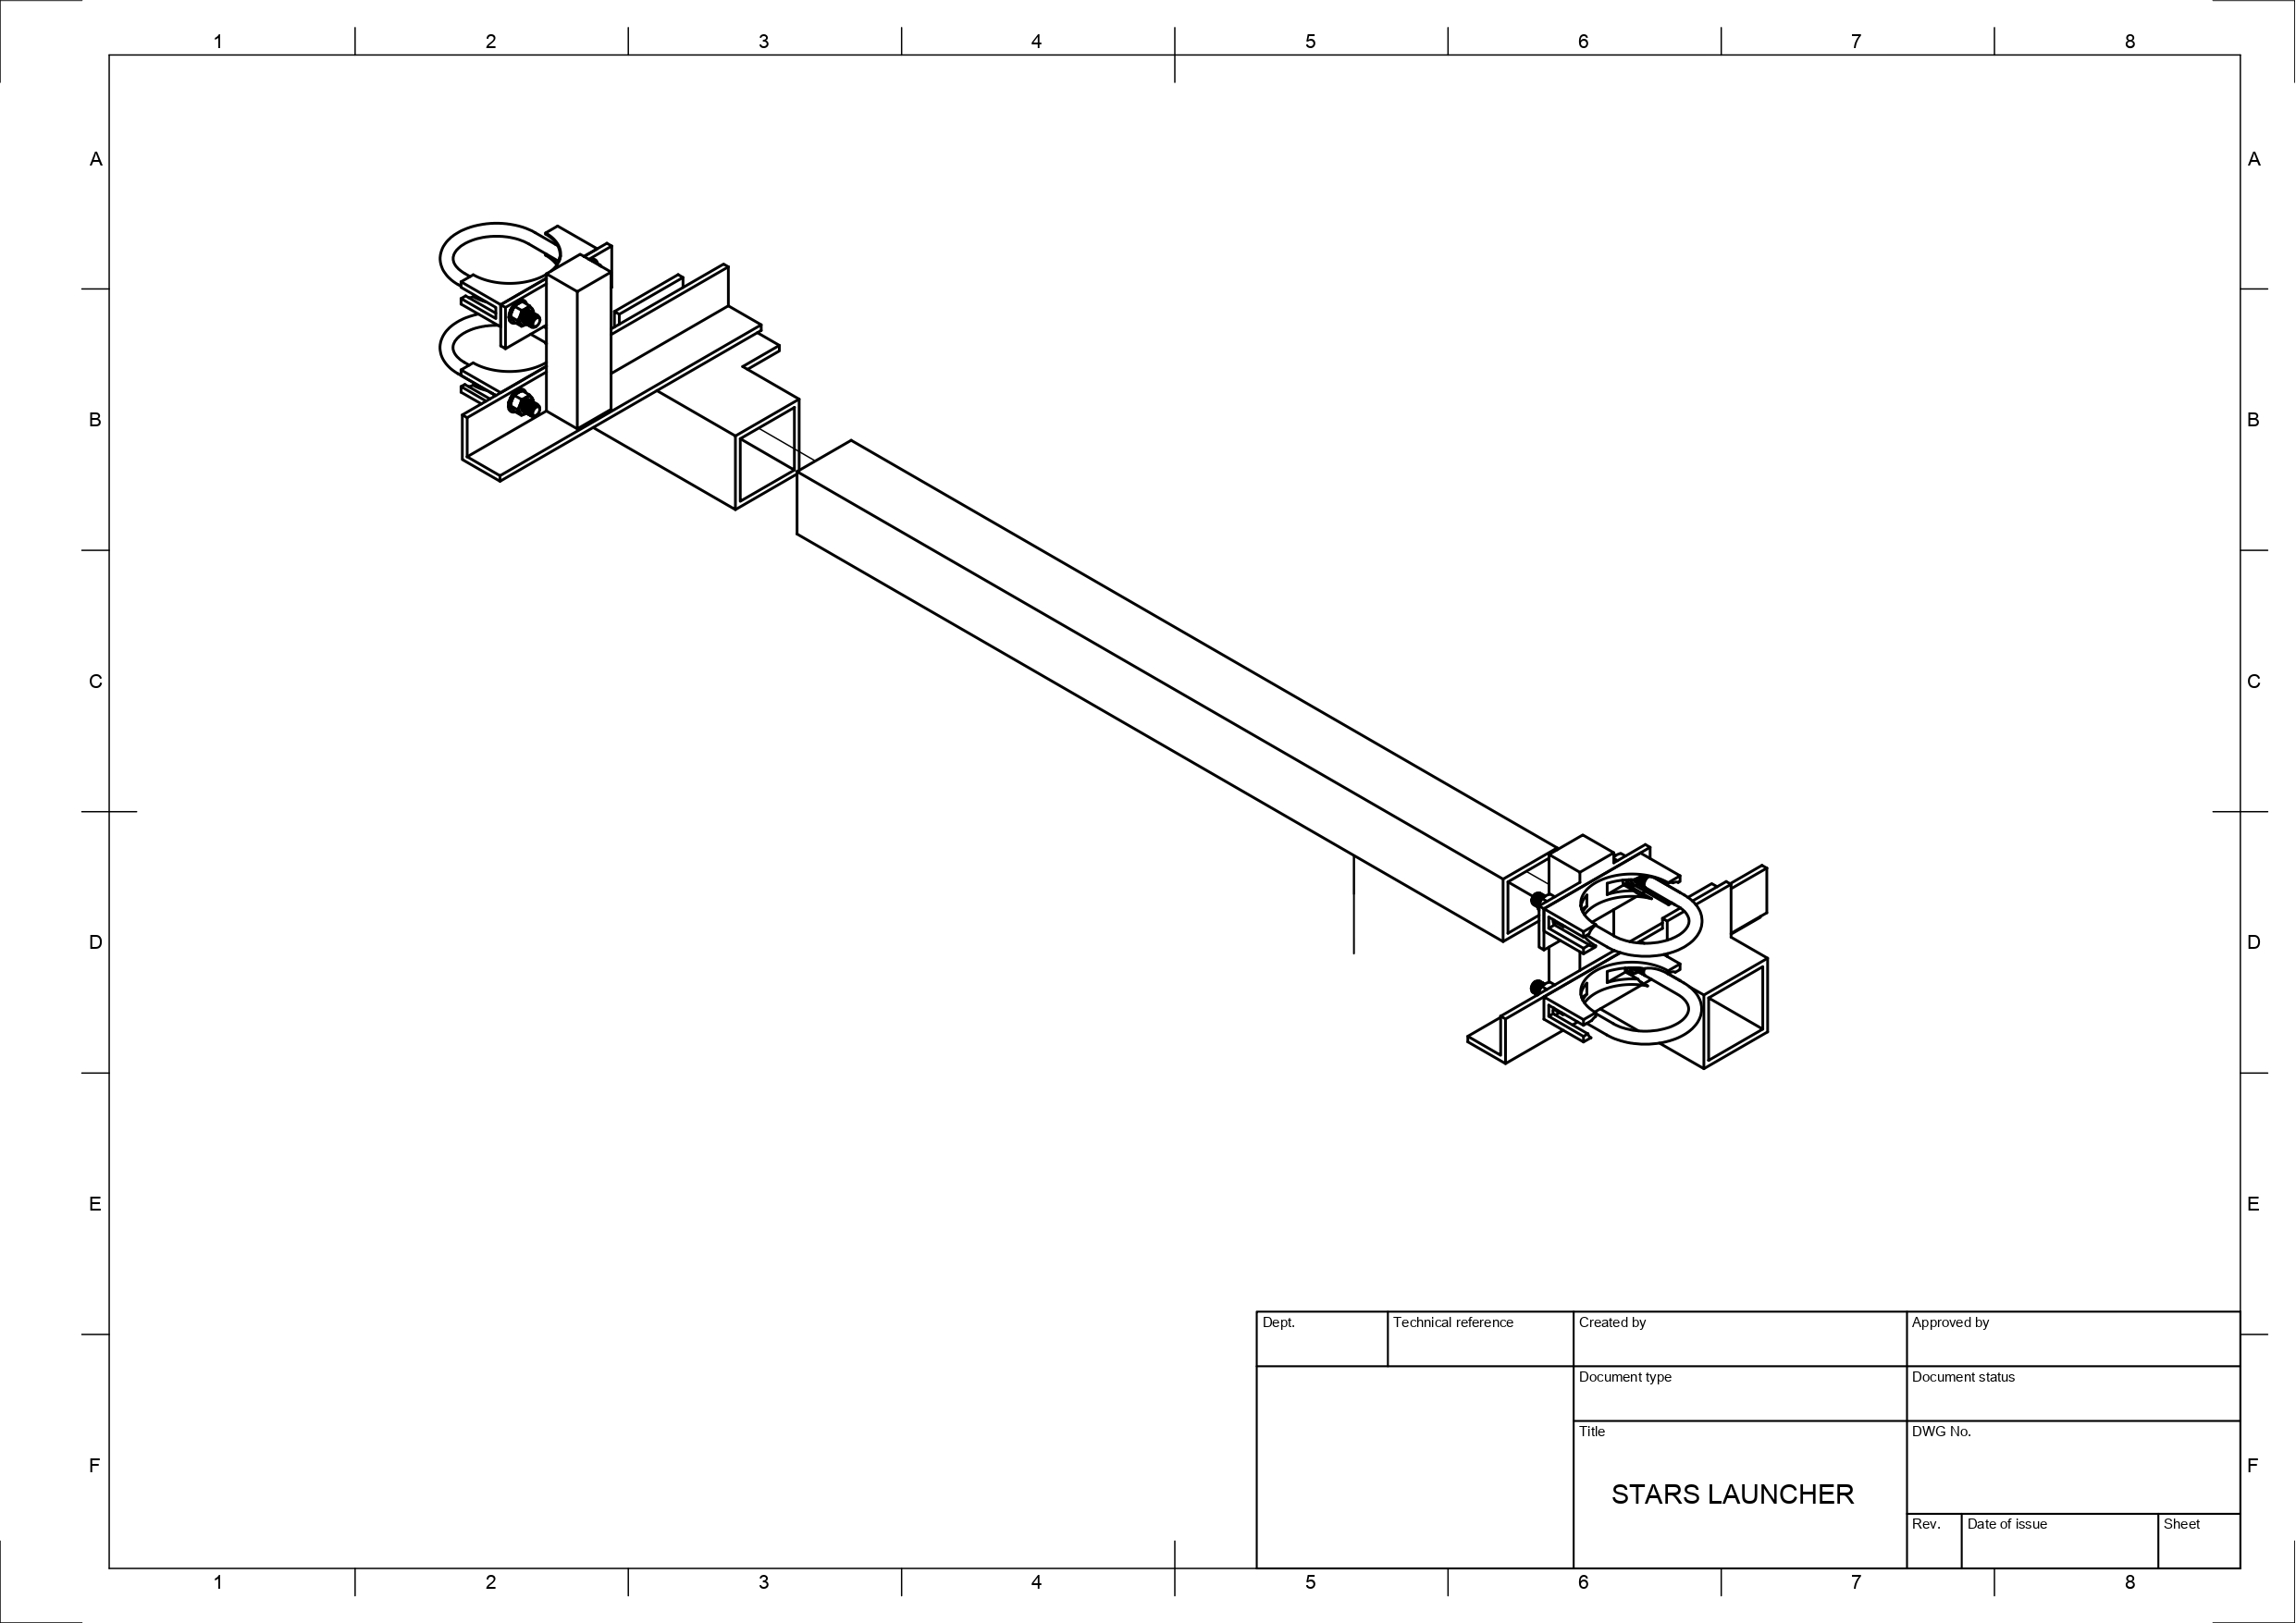 1 2 3 4 5 6 7 8
A A
B B
C C
D D
E E
Dept. Technical reference Created by Approved by
Document type Document status
Title DWG No.
F F
STARS LAUNCHER
Rev. Date of issue Sheet
1 2 3 4 5 6 7 8